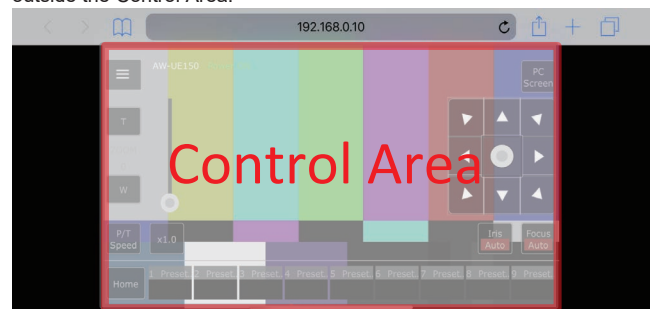 outside the Control Area.
192.168.0.10
AW-UE150
PC
Screen
T
Control Area
W
P/T
Speed
x1.0
Iris
Auto
Focus
Auto
Home
1 Preset. 2 Preset. 3 Preset. 4 Preset. 5 Preset. 6 Preset. 7 Preset. 8 Preset. 9 Preset.